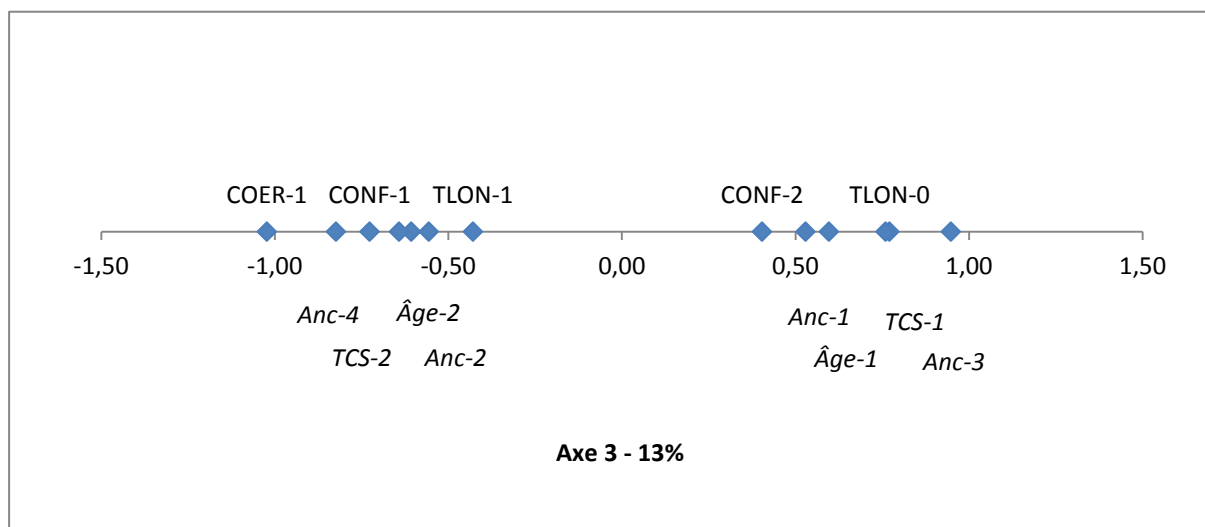 COER-1 CONF-1 TLON-1 CONF-2 TLON-0
-1,50 -1,00 -0,50 0,00 0,50 1,00 1,50
Anc-4 Âge-2 Anc-1 TCS-1
TCS-2 Anc-2 Âge-1 Anc-3
Axe 3 - 13%